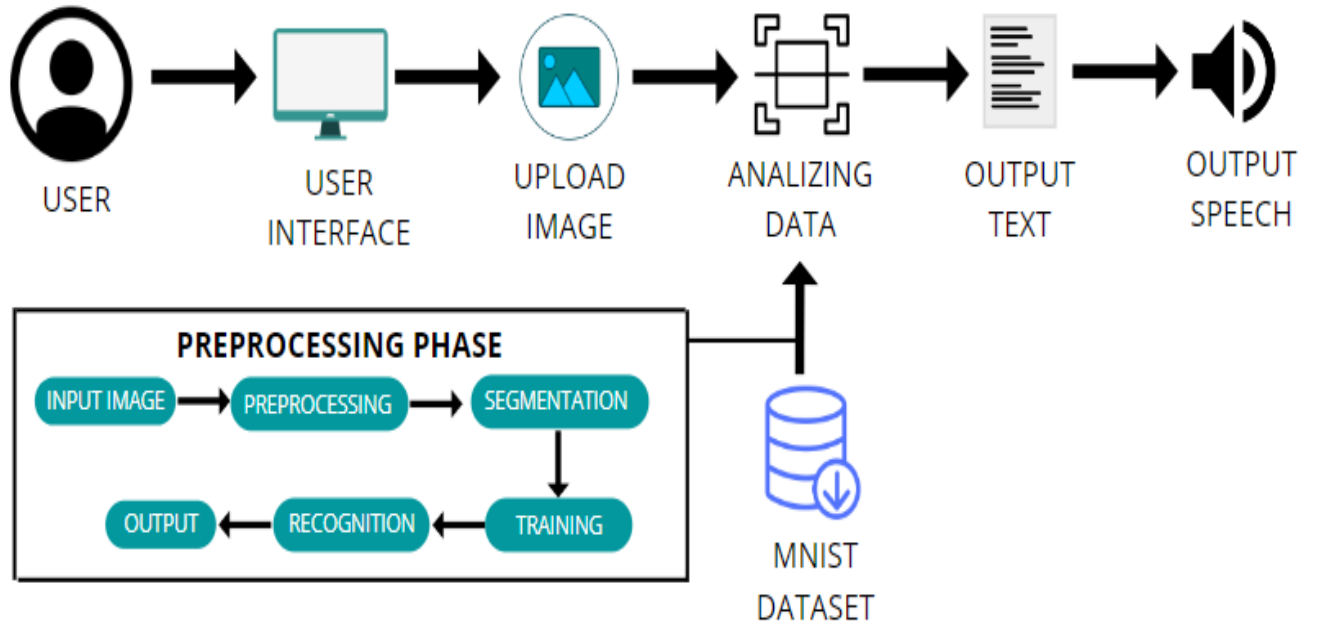 USER
USER
INTERFACE
UPLOAD
IMAGE
ANALIZING
DATA
OUTPUT
TEXT
OUTPUT
SPEECH
PREPROCESSING PHASE
INPUT IMAGE
PREPROCESSING
SEGMENTATION
TRAINING
RECOGNITION
OUTPUT
MNIST
DATASET